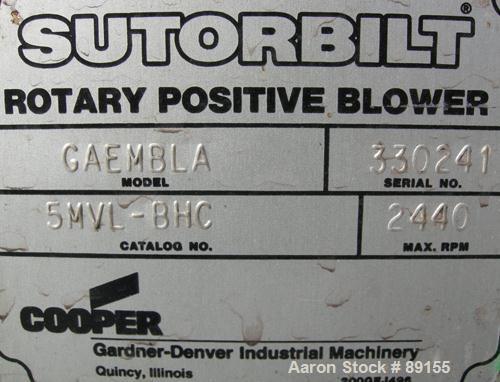 SUTORBILT®
ROTARY POSITIVE BLOWER
GAEMBLA 330241
MODEL SERIAL NO.
5MVL-BHC 2440
CATALOG NO. MAX. RPM
COOPER
Gardner-Denver Industrial Machinery
Quincy, Illinois
Aaron Stock # 89155